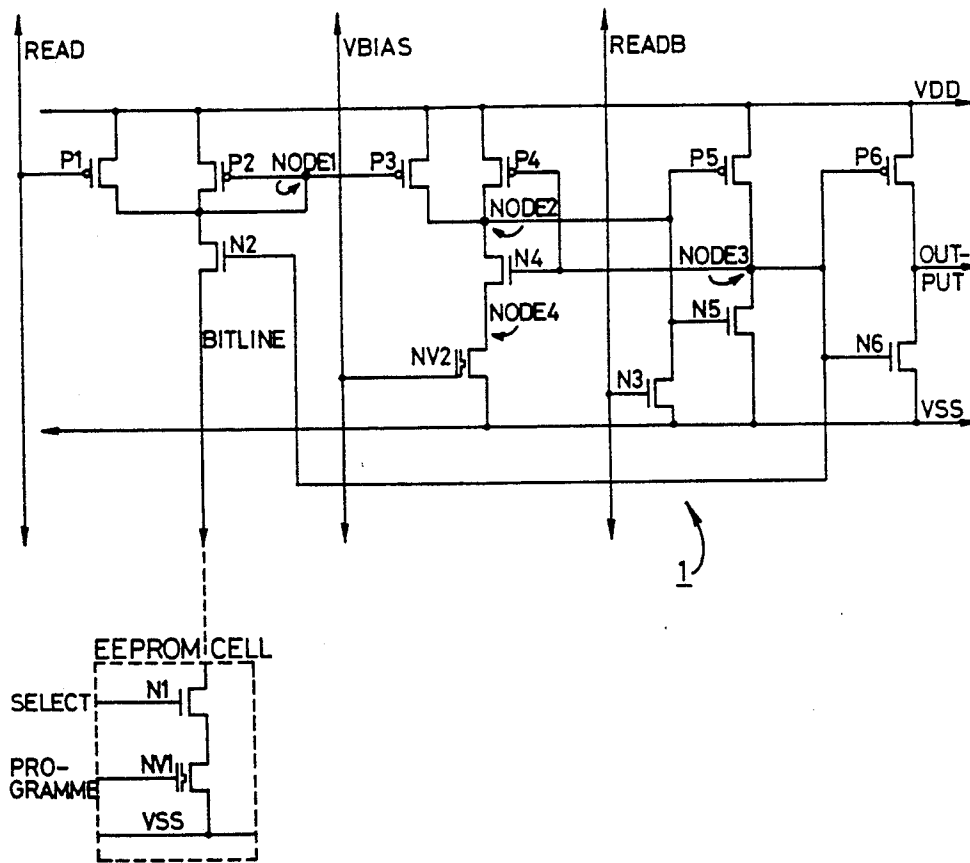 READ
VBIAS
READB
VDD
P1
P2
NODE1
P3
P4
P5
P6
NODE2
N2
N4
NODE3
OUT-
PUT
BITLINE
NODE4
N5
NV2
N3
N6
VSS
1
EEPROM CELL
SELECT
N1
PRO-
GRAMME
NV1
VSS